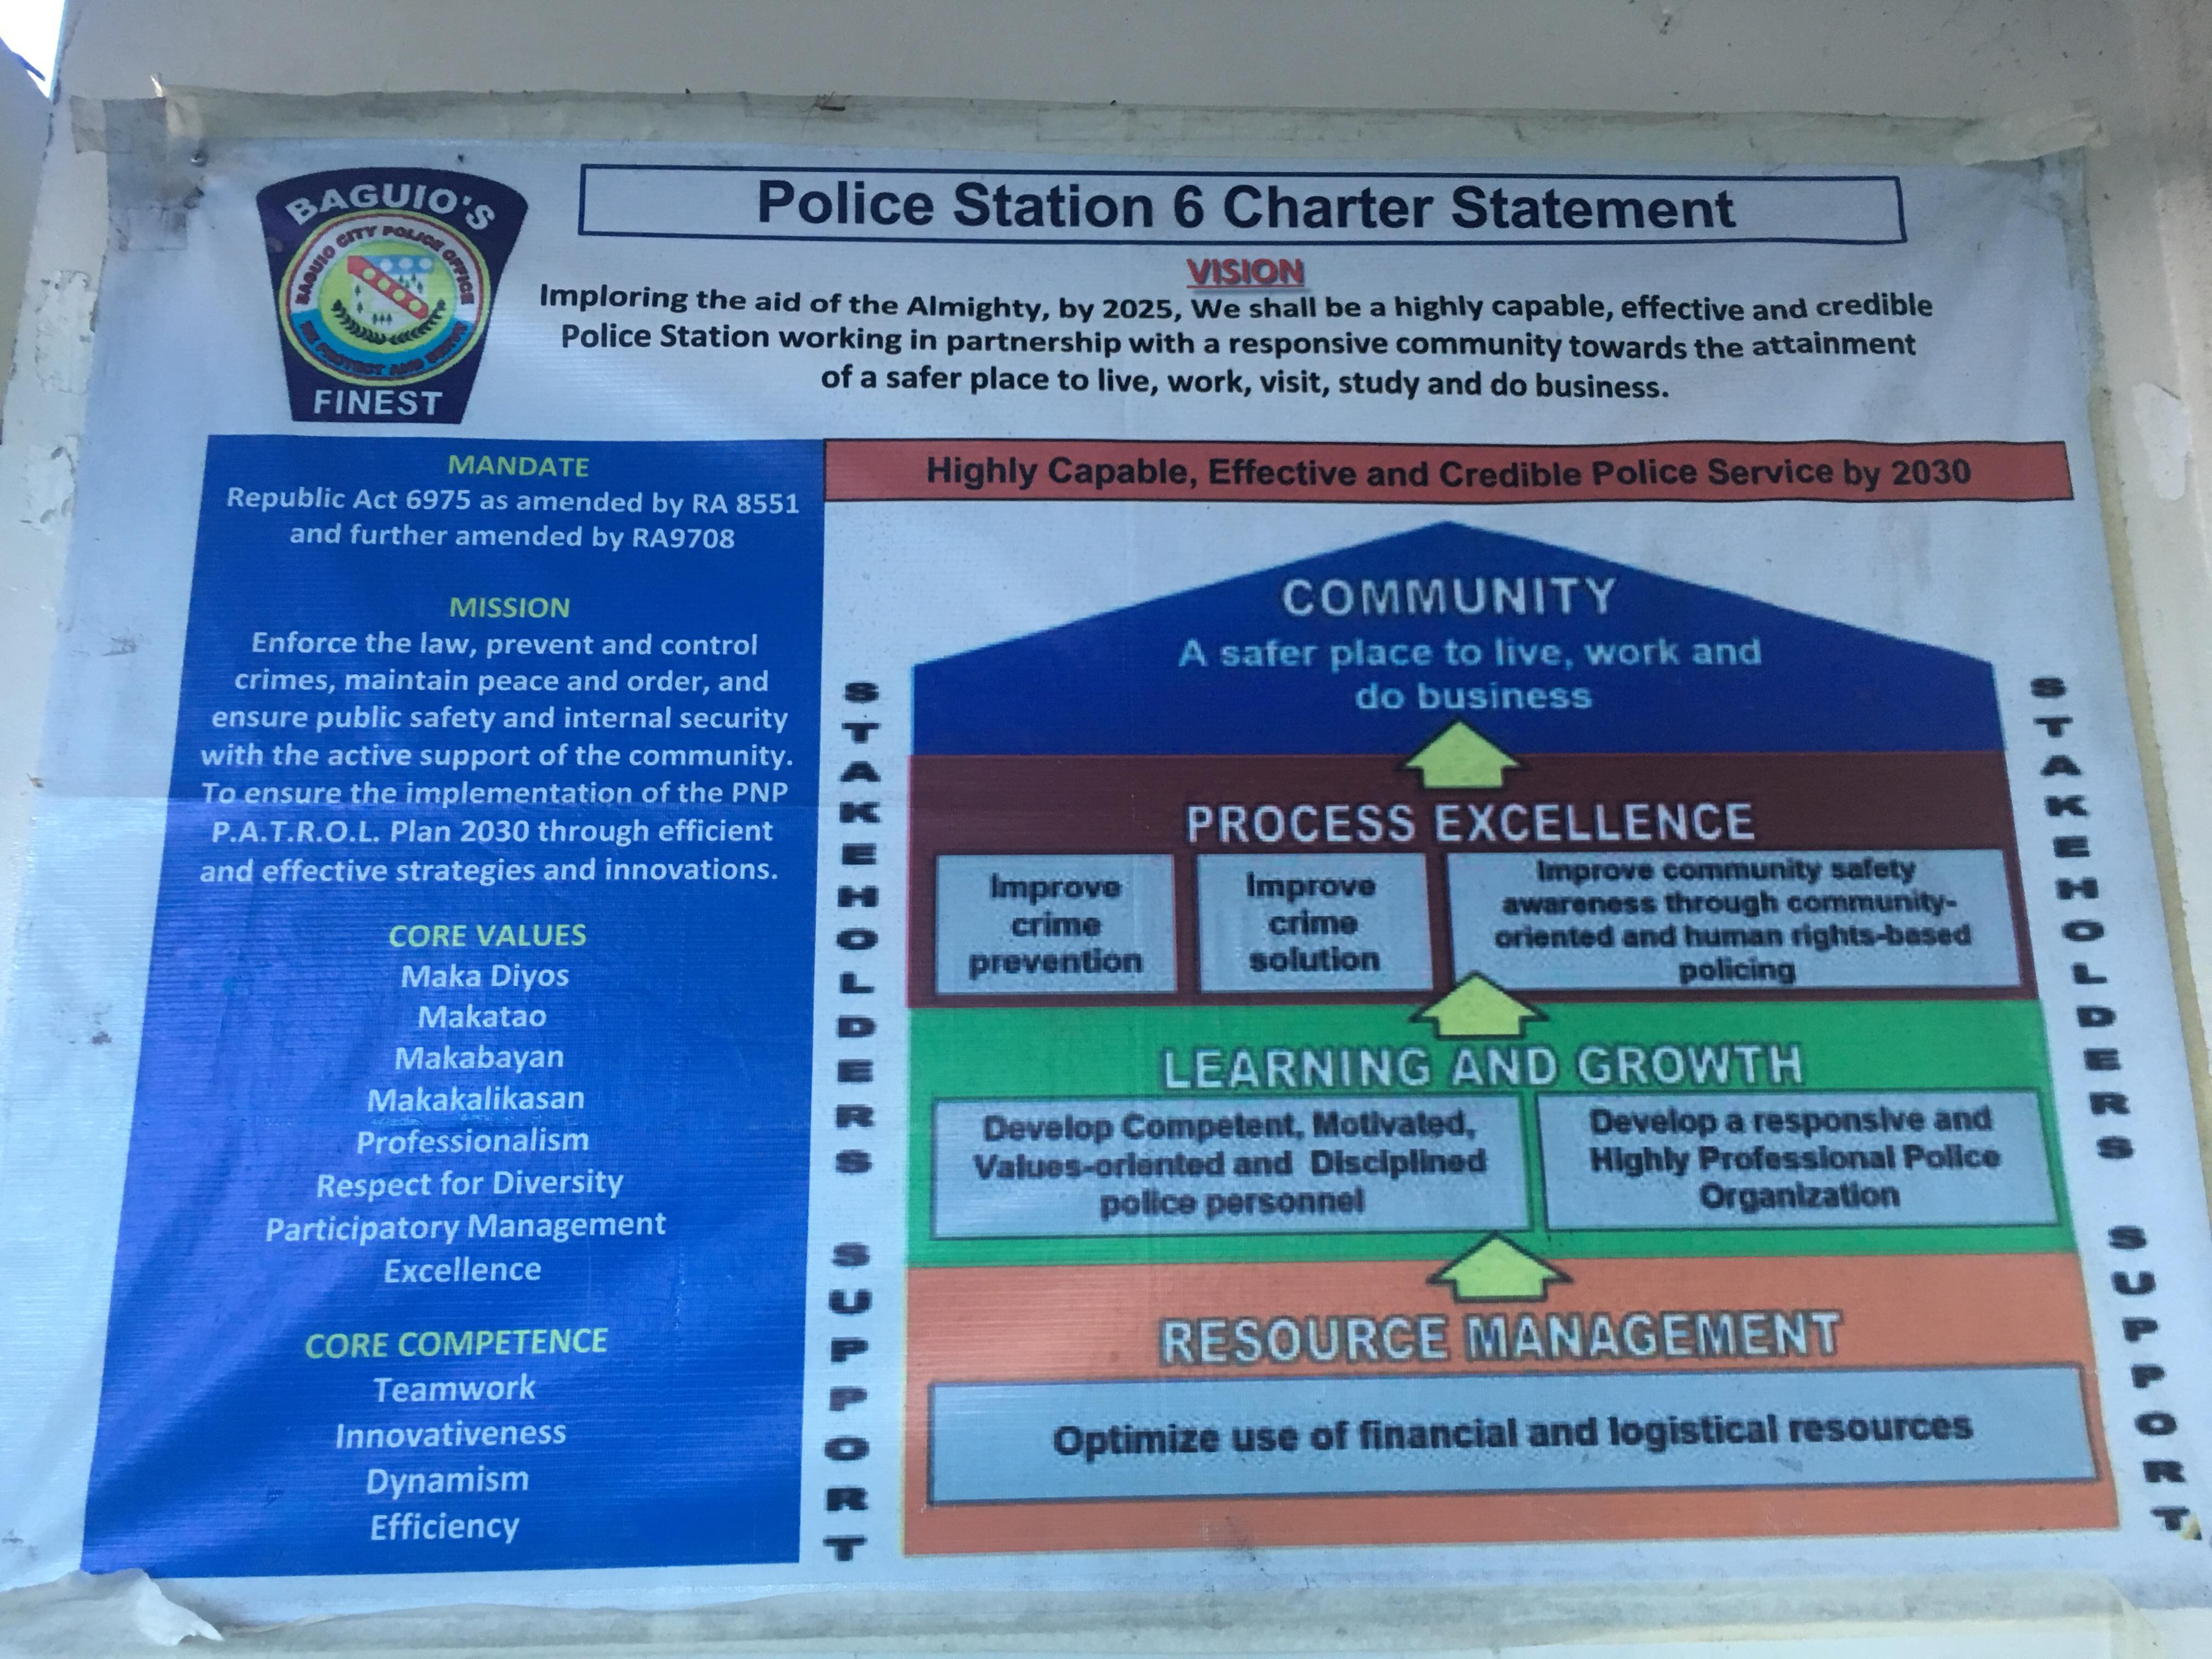 BAGUIO'S
BAGUIO CITY POLICE OFFICE
TO PROTECT AND SERVE
FINEST
Police Station 6 Charter Statement
VISION
Imploring the aid of the Almighty, by 2025, We shall be a highly capable, effective and credible
Police Station working in partnership with a responsive community towards the attainment
of a safer place to live, work, visit, study and do business.
MANDATE
Republic Act 6975 as amended by RA 8551
and further amended by RA9708
MISSION
Enforce the law, prevent and control
crimes, maintain peace and order, and
ensure public safety and internal security
with the active support of the community.
To ensure the implementation of the PNP
P.A.T.R.O.L. Plan 2030 through efficient
and effective strategies and innovations.
CORE VALUES
Maka Diyos
Makatao
Makabayan
Makakalikasan
Professionalism
Respect for Diversity
Participatory Management
Excellence
CORE COMPETENCE
Teamwork
Innovativeness
Dynamism
Efficiency
Highly Capable, Effective and Credible Police Service by 2030
STAKEHOLDERS SUPPORT
COMMUNITY
A safer place to live, work and
do business
PROCESS EXCELLENCE
Improve
crime
prevention
Improve
crime
solution
Improve community safety
awareness through community-
oriented and human rights-based
policing
LEARNING AND GROWTH
Develop Competent, Motivated,
Values-oriented and Disciplined
police personnel
Develop a responsive and
Highly Professional Police
Organization
RESOURCE MANAGEMENT
Optimize use of financial and logistical resources
STAKEHOLDERS SUPPORT